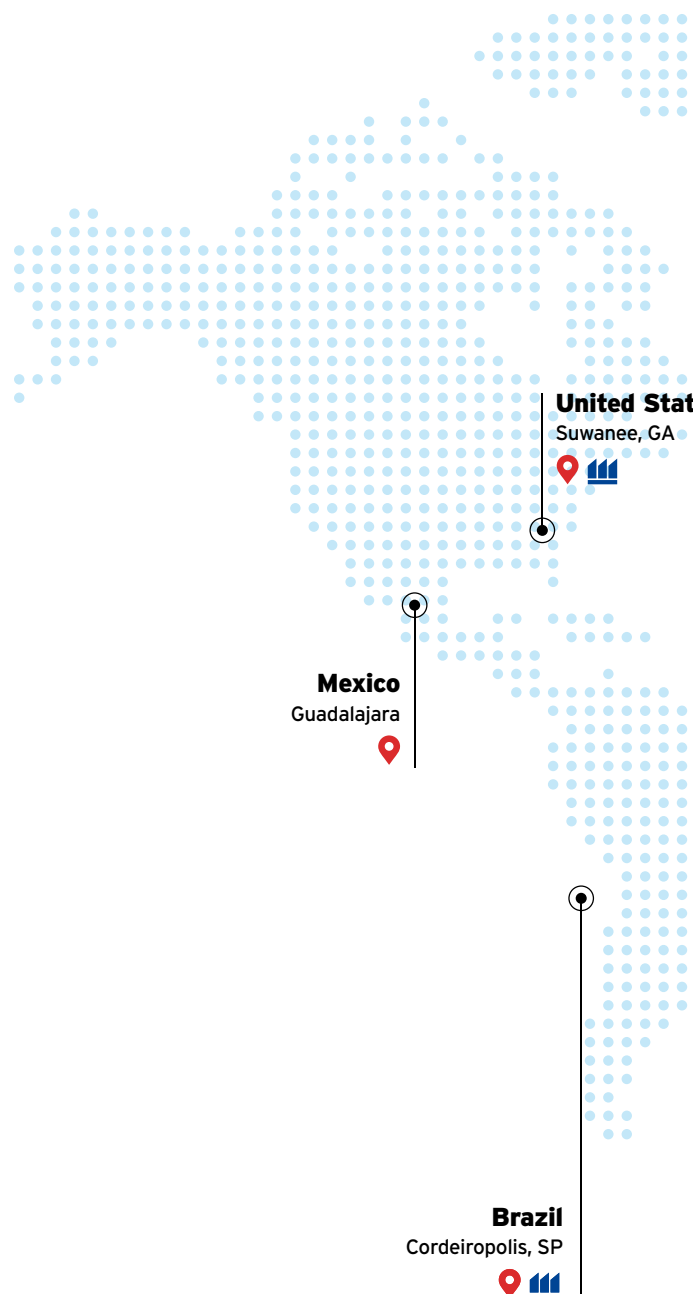 United Stat
Suwanee, GA
Mexico
Guadalajara
Brazil
Cordeiropolis, SP